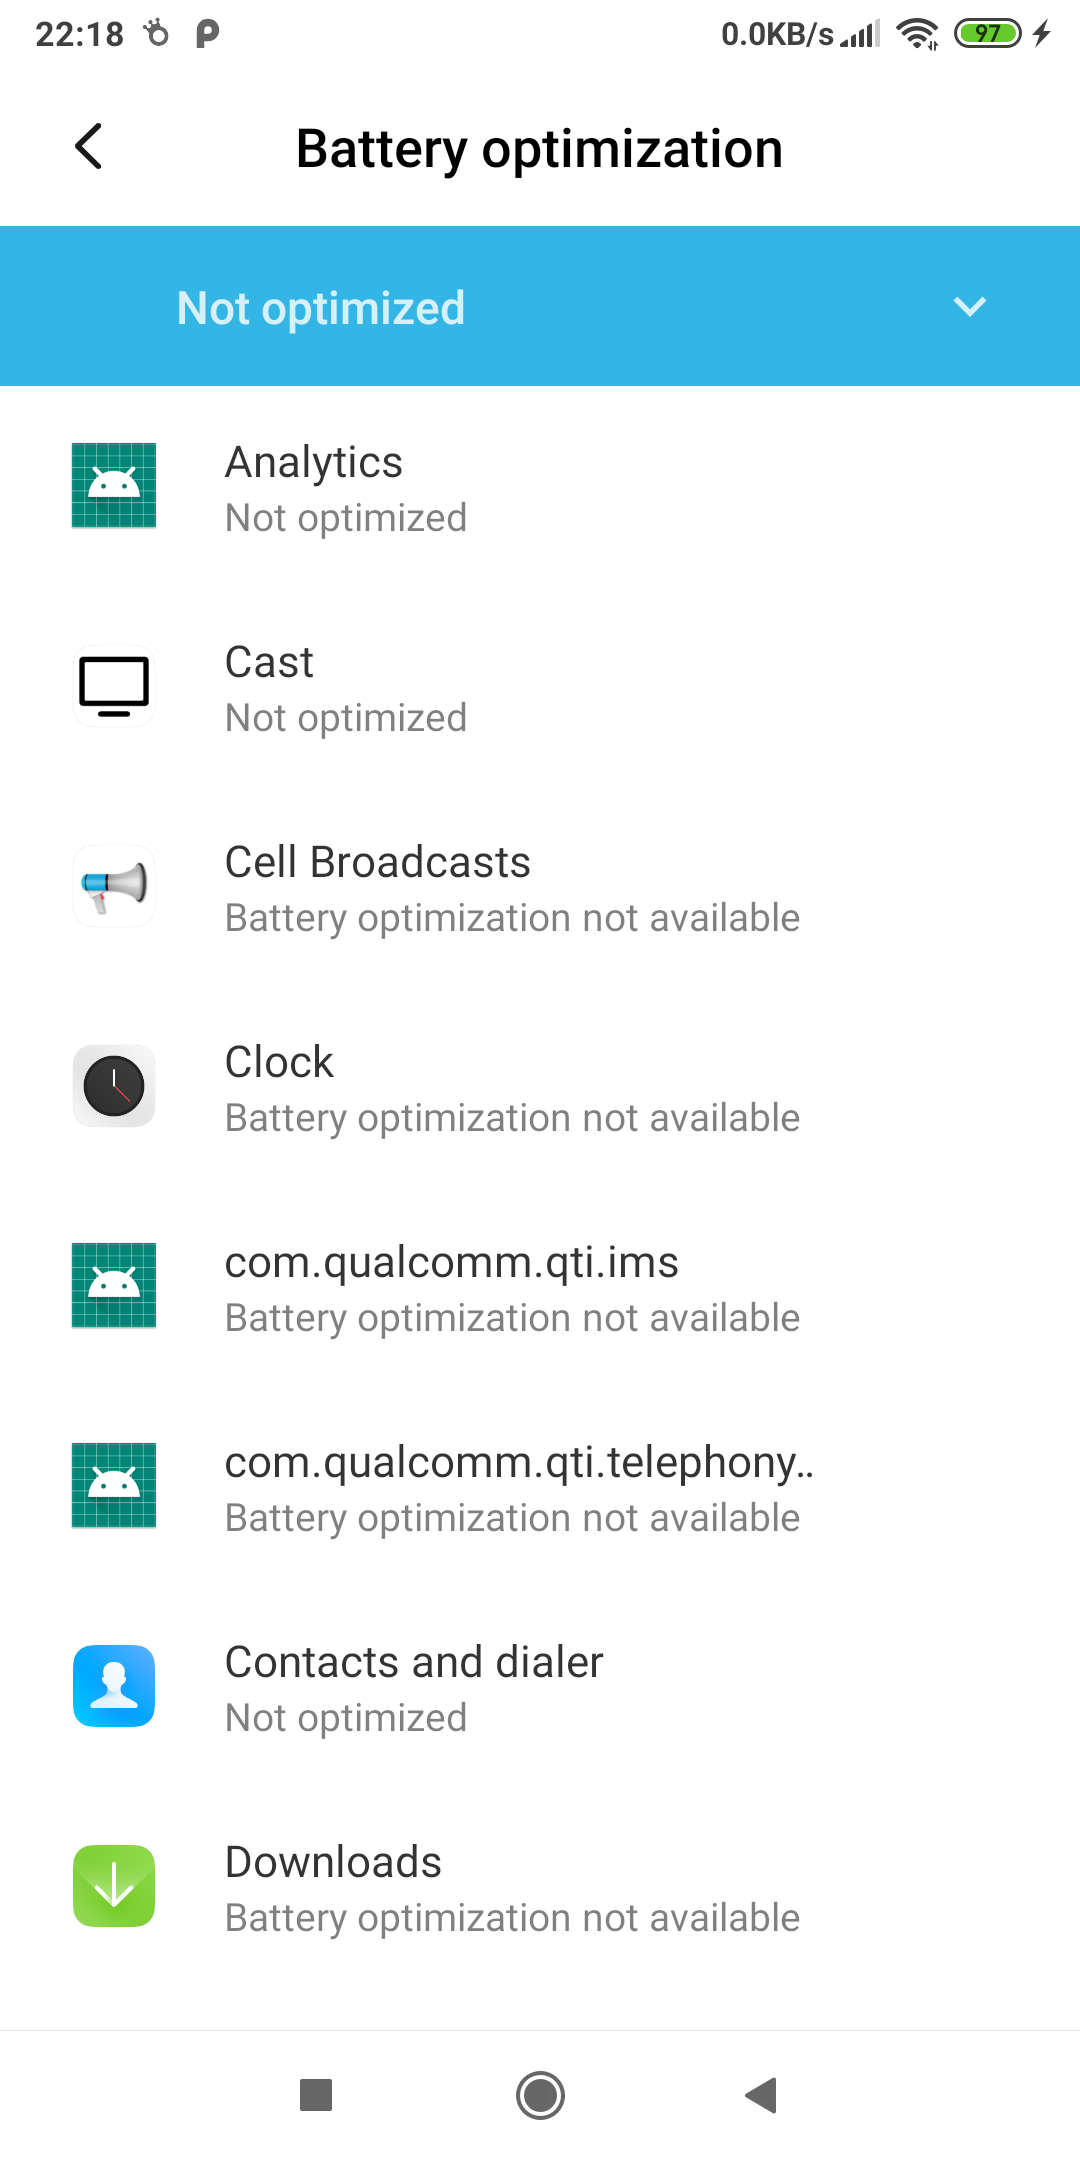 22:18
0.0KB/s
97
Battery optimization
Not optimized
Analytics
Not optimized
Cast
Not optimized
Cell Broadcasts
Battery optimization not available
Clock
Battery optimization not available
com.qualcomm.qti.ims
Battery optimization not available
com.qualcomm.qti.telephony..
Battery optimization not available
Contacts and dialer
Not optimized
Downloads
Battery optimization not available